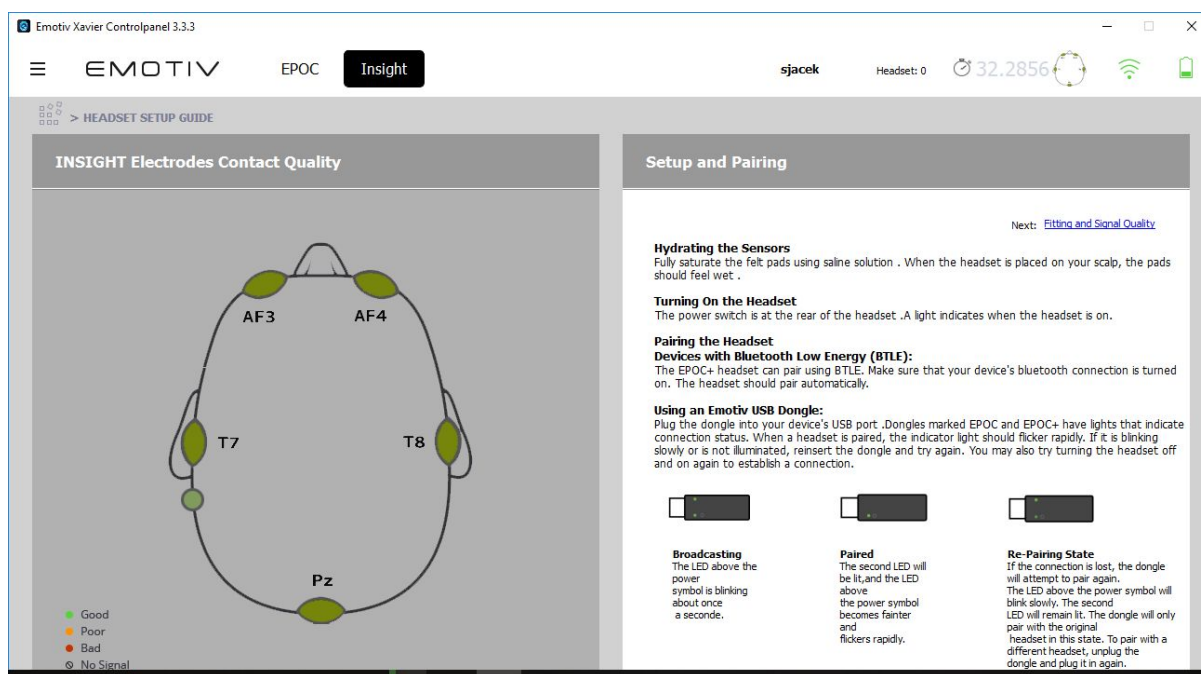 Emotiv Xavier Controlpanel 3.3.3
EMOTIV
EPOC
Insight
sjacek
Headset: 0
32.2856
> HEADSET SETUP GUIDE
INSIGHT Electrodes Contact Quality
AF3
AF4
T7
T8
Pz
Good
Poor
Bad
No Signal
Setup and Pairing
Next: Fitting and Signal Quality
Hydrating the Sensors
Fully saturate the felt pads using saline solution . When the headset is placed on your scalp, the pads
should feel wet .
Turning On the Headset
The power switch is at the rear of the headset .A light indicates when the headset is on.
Pairing the Headset
Devices with Bluetooth Low Energy (BTLE):
The EPOC+ headset can pair using BTLE. Make sure that your device's bluetooth connection is turned
on. The headset should pair automatically.
Using an Emotiv USB Dongle:
Plug the dongle into your device's USB port .Dongles marked EPOC and EPOC+ have lights that indicate
connection status. When a headset is paired, the indicator light should flicker rapidly. If it is blinking
slowly or is not illuminated, reinsert the dongle and try again. You may also try turning the headset off
and on again to establish a connection.
Broadcasting
The LED above the
power
symbol is blinking
about once
a seconde.
Paired
The second LED will
be lit,and the LED
above
the power symbol
becomes fainter
and
flickers rapidly.
Re-Pairing State
If the connection is lost, the dongle
will attempt to pair again.
The LED above the power symbol will
blink slowly. The second
LED will remain lit. The dongle will only
pair with the original
headset in this state. To pair with a
different headset, unplug the
dongle and plug it in again.